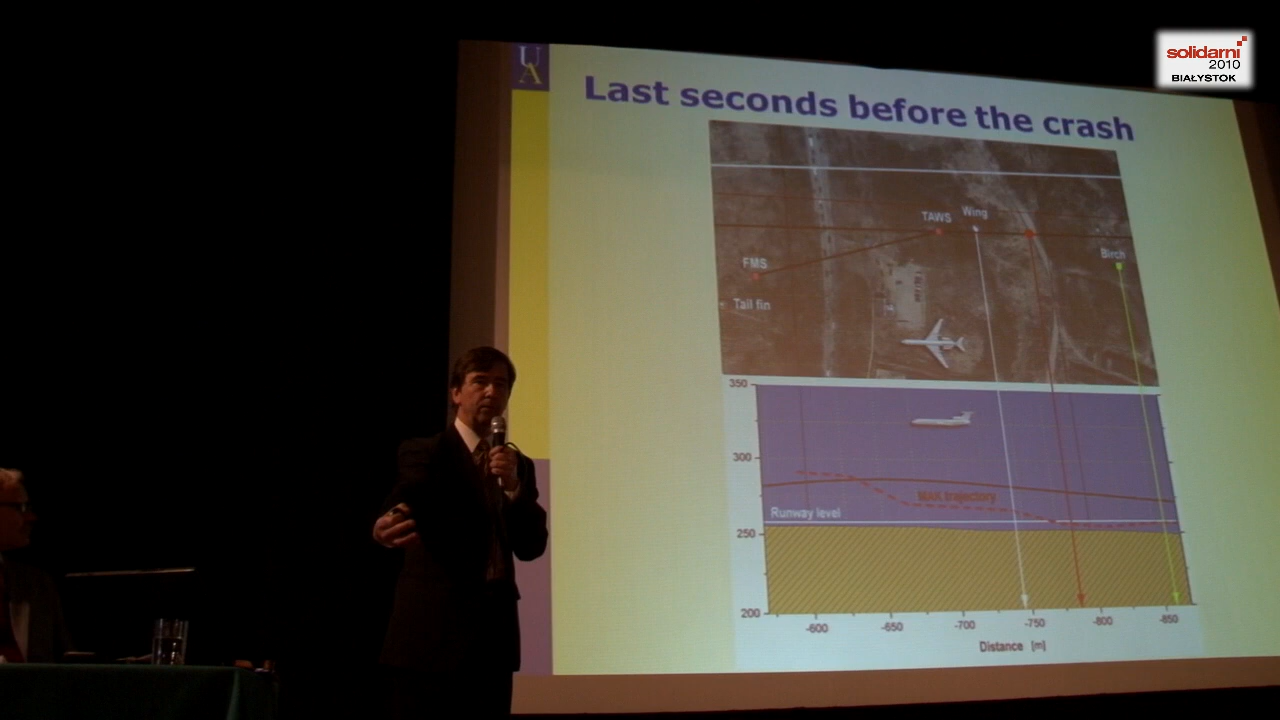 solidarni
2010
BIAŁYSTOK
UA
Last seconds before the crash
TAWS
Wing
Birch
FMS
Tail fin
350
300
MAK trajectory
Runway level
250
200
-600
-650
-700
-750
-800
-850
Distance [m]